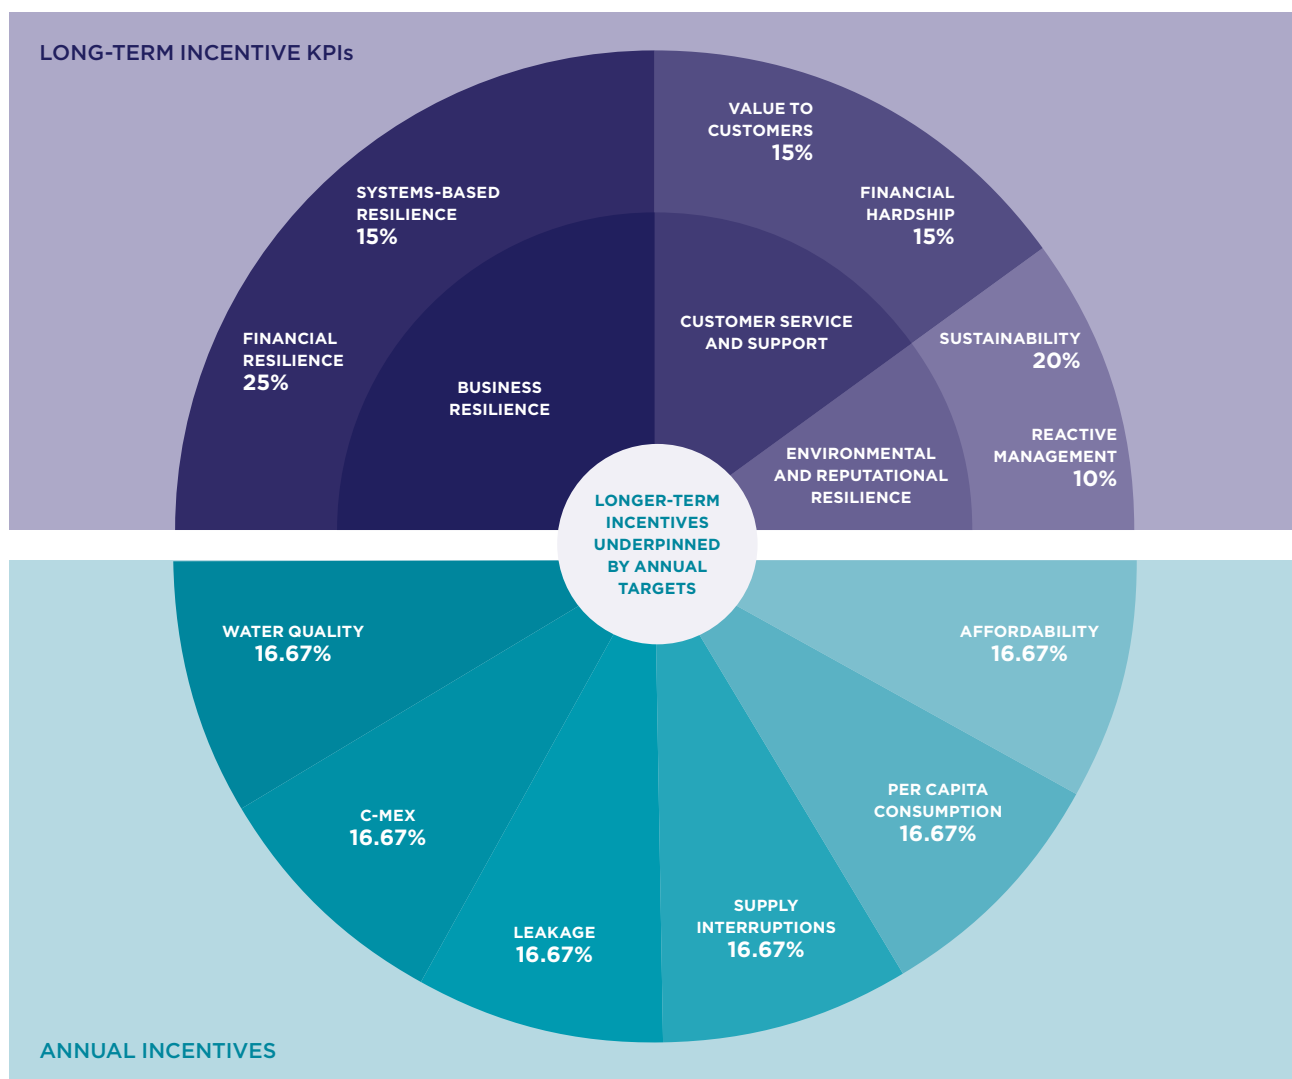 LONG-TERM INCENTIVE KPIs
SYSTEMS-BASED
RESILIENCE
15%
FINANCIAL
RESILIENCE
25%
BUSINESS
RESILIENCE
VALUE TO
CUSTOMERS
15%
FINANCIAL
HARDSHIP
15%
CUSTOMER SERVICE
AND SUPPORT
SUSTAINABILITY
20%
REACTIVE
MANAGEMENT
10%
ENVIRONMENTAL
AND REPUTATIONAL
RESILIENCE
LONGER-TERM
INCENTIVES
UNDERPINNED
BY ANNUAL
TARGETS
WATER QUALITY
16.67%
C-MEX
16.67%
LEAKAGE
16.67%
SUPPLY
INTERRUPTIONS
16.67%
PER CAPITA
CONSUMPTION
16.67%
AFFORDABILITY
16.67%
ANNUAL INCENTIVES